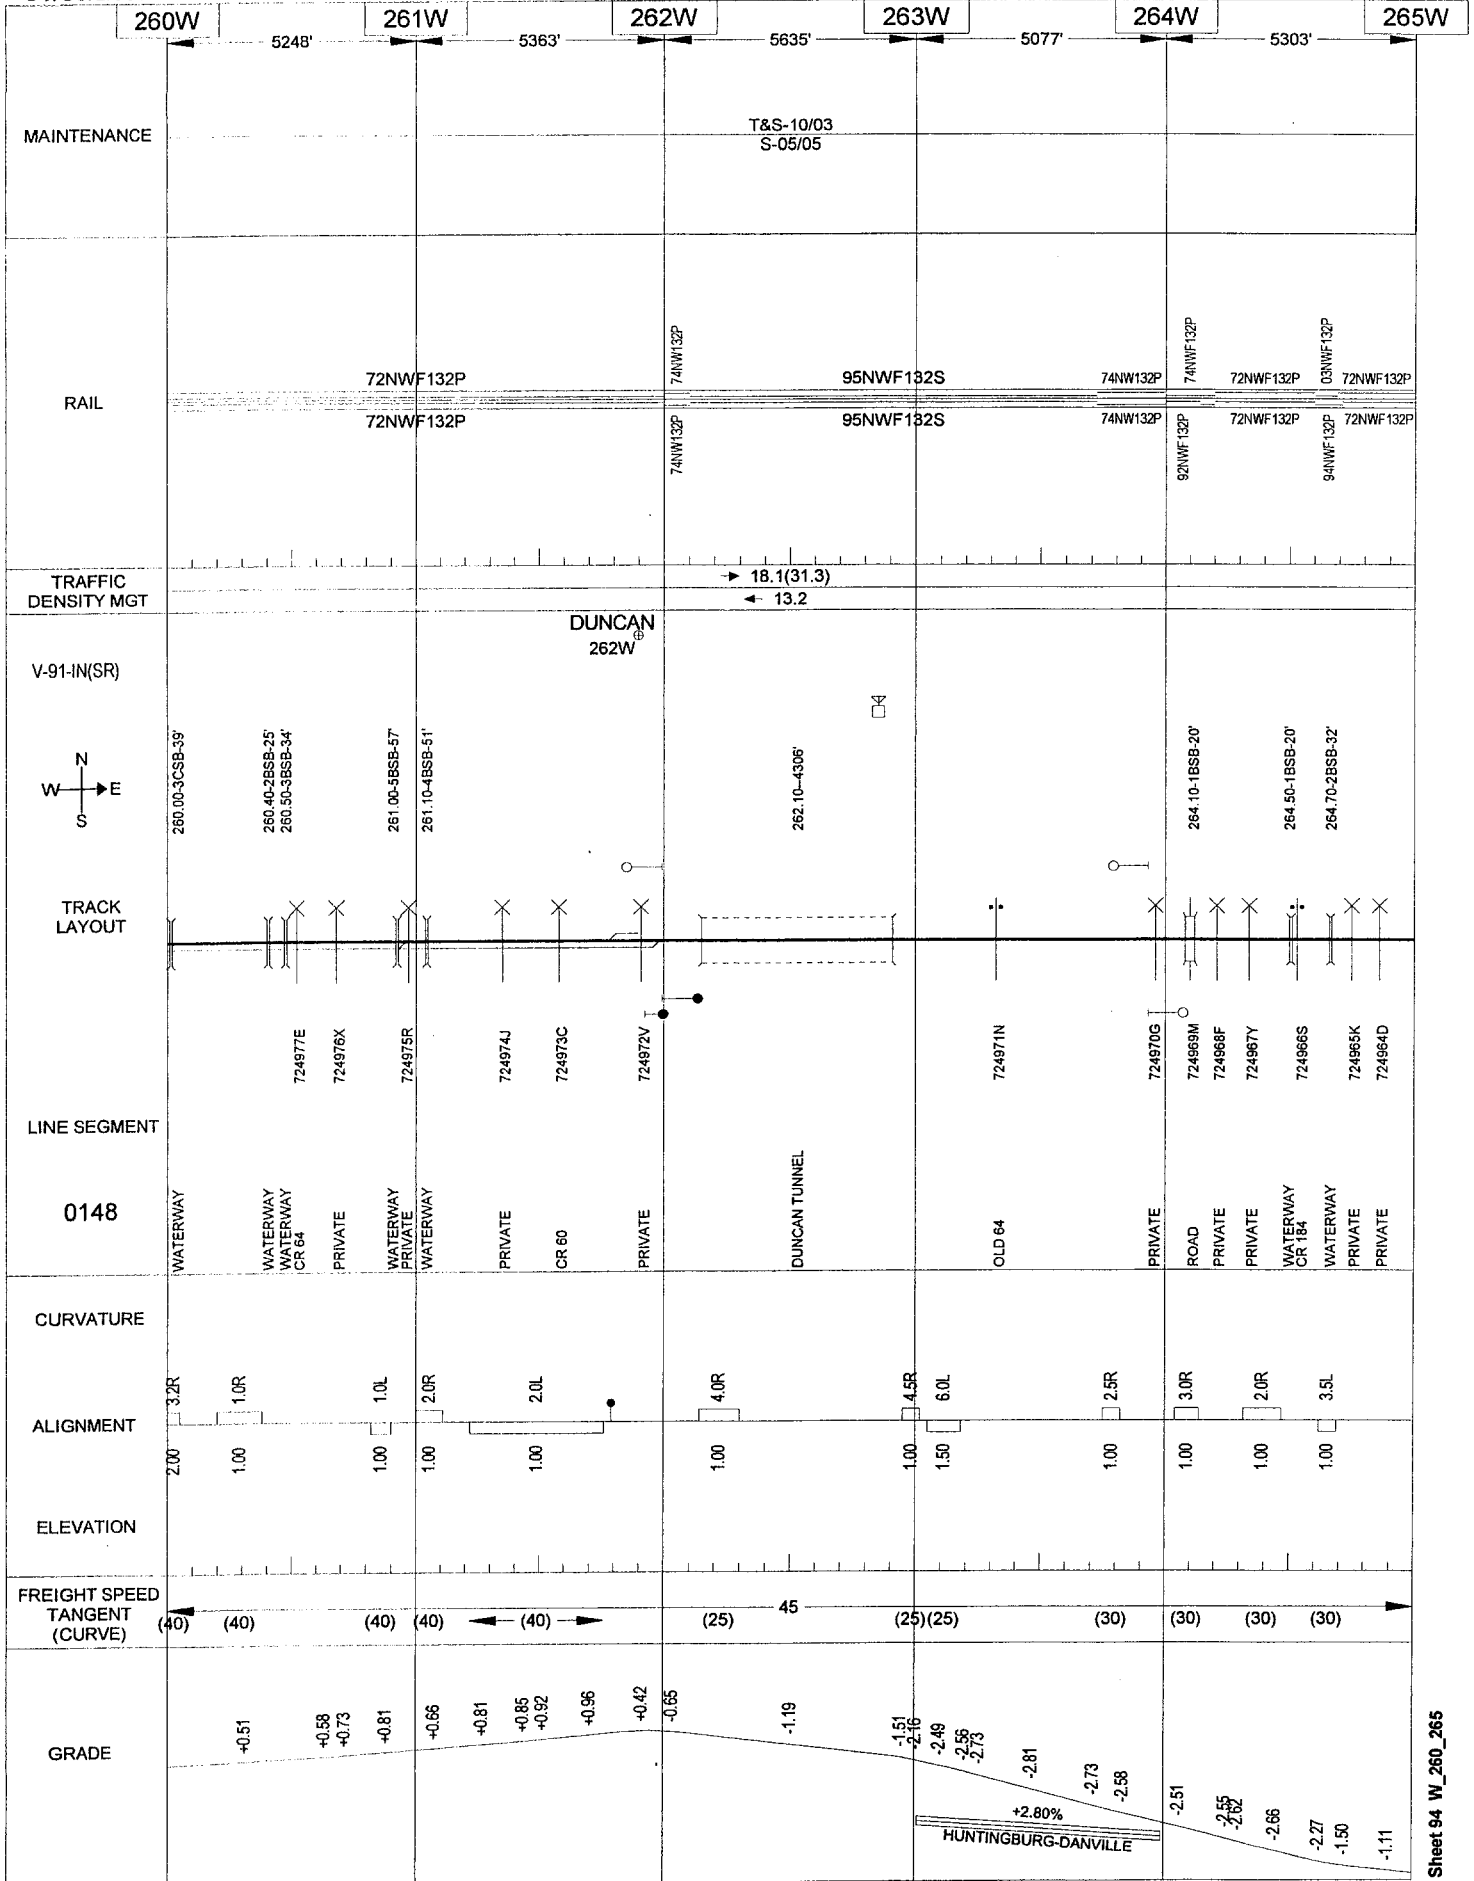 260W 261W 262W 263W 264W 265W
5248' 5363' 5635' 5077' 5303'
MAINTENANCE
T&S-10/03
S-05/05
74NW132P 74NWF132P 03NWF132P
72NWF132P 95NWF132S 74NW132P 72NWF132P 72NWF132P
RAIL
72NWF132P 95NWF132S 74NW132P 72NWF132P 72NWF132P
74NW132P 92NWF132P 94NWF132P
TRAFFIC
DENSITY MGT
18.1(31.3)
13.2
DUNCAN
262W
V-91-IN(SR)
N
W E
S
260.00-3CSB-39' 260.40-2BSB-25' 260.50-3BSB-34' 261.00-5BSB-57' 261.10-4BSB-51' 262.10-4306' 264.10-1BSB-20' 264.50-1BSB-20' 264.70-2BSB-32'
TRACK
LAYOUT
724977E 724976X 724975R 724974J 724973C 724972V 724971N 724970G 724969M 724968F 724967Y 724966S 724965K 724964D
LINE SEGMENT
0148
WATERWAY WATERWAY WATERWAY CR 64 PRIVATE WATERWAY PRIVATE WATERWAY PRIVATE CR 60 PRIVATE DUNCAN TUNNEL OLD 64 PRIVATE ROAD PRIVATE PRIVATE WATERWAY CR 184 WATERWAY PRIVATE PRIVATE
CURVATURE
3.2R 1.0R 1.0L 2.0R 2.0L 4.0R 4.5R 6.0L 2.5R 3.0R 2.0R 3.5L
ALIGNMENT
2.00 1.00 1.00 1.00 1.00 1.00 1.00 1.50 1.00 1.00 1.00 1.00
ELEVATION
FREIGHT SPEED
TANGENT
(CURVE)
45
(40) (40) (40) (40) (40) (25) (25) (25) (30) (30) (30) (30)
GRADE
+0.51 +0.58 +0.73 +0.81 +0.66 +0.81 +0.85 +0.92 +0.96 +0.42 -0.65 -1.19 -1.51 -2.16 -2.49 -2.56 -2.73 -2.81 -2.73 -2.58 -2.51 -2.55 -2.62 -2.66 -2.27 -1.50 -1.11
+2.80%
HUNTINGBURG-DANVILLE
Sheet 94 W_260_265